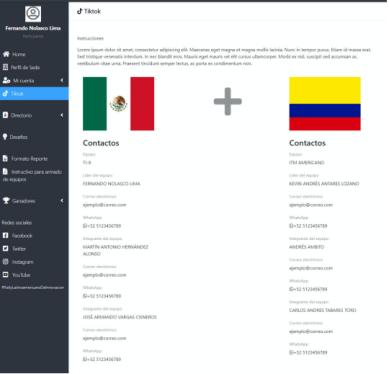 Fernando Nolasco Lima
Participante
Home
Perfil de Sede
Mi cuenta
Tiktok
Directorio
Desafíos
Formato Reporte
Instructivo para armado
de equipos
Ganadores
Redes sociales
Facebook
Twitter
Instagram
YouTube
#RallyLatinoamericanoDeInnovacion
Tiktok
Instrucciones
Lorem ipsum dolor sit amet, consectetur adipiscing elit. Maecenas eget magna et magna mollis lacinia. Nunc in tempor purus. Etiam id massa erat.
Sed tristique venenatis interdum. In nec blandit eros. Mauris eget mauris vel elit cursus ullamcorper. Morbi ex nisl, suscipit sed accumsan ac,
vestibulum vitae urna. Praesent tincidunt semper lectus, ac porta ex condimentum non.
Contactos
Equipo
TI-8
Líder del equipo
FERNANDO NOLASCO LIMA
Correo electrónico
ejemplo@correo.com
WhatsApp
+52 5123456789
Integrante del equipo
MARTÍN ANTONIO HERNÁNDEZ
ALONSO
Correo electrónico
ejemplo@correo.com
WhatsApp
+52 5123456789
Integrante del equipo
JOSÉ ARMANDO VARGAS CISNEROS
Correo electrónico
ejemplo@correo.com
WhatsApp
+52 5123456789
Contactos
Equipo
ITM AMERICANO
Líder del equipo
KEVIN ANDRÉS ANTARES LOZANO
Correo electrónico
ejemplo@correo.com
WhatsApp
+52 5123456789
Integrante del equipo
ANDRÉS AMBITO
Correo electrónico
ejemplo@correo.com
WhatsApp
+52 5123456789
Integrante del equipo
CARLOS ANDRES TABARES TORO
Correo electrónico
ejemplo@correo.com
WhatsApp
+52 5123456789